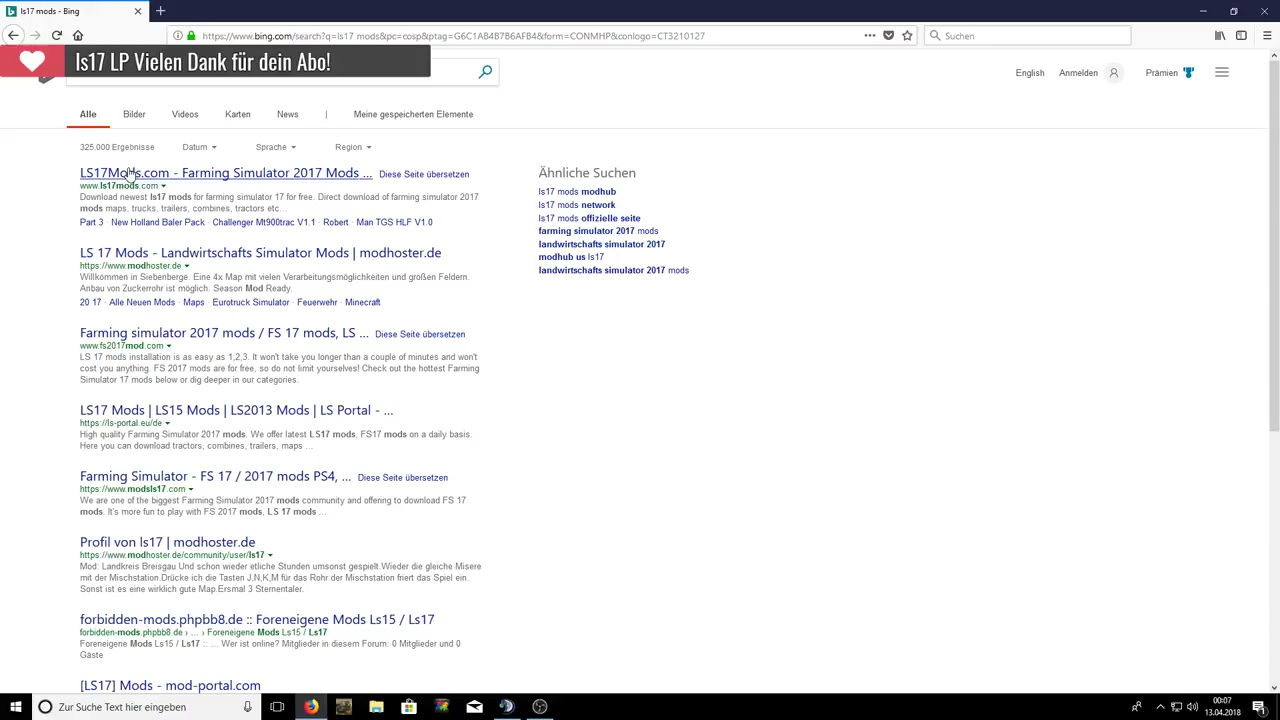 ls17 mods - Bing
https://www.bing.com/search?q=ls17 mods&pc=cosp&ptag=G6C1AB4B7B6AFB4&form=CONMHP&conlogo=CT3210127
Suchen
ls17 LP Vielen Dank für dein Abo!
English Anmelden Prämien
Alle Bilder Videos Karten News | Meine gespeicherten Elemente
325.000 Ergebnisse Datum Sprache Region
LS17Mods.com - Farming Simulator 2017 Mods ... Diese Seite übersetzen
www.ls17mods.com
Download newest ls17 mods for farming simulator 17 for free. Direct download of farming simulator 2017
mods maps, trucks, trailers, combines, tractors etc...
Part 3 · New Holland Baler Pack · Challenger Mt900trac V1.1 · Robert · Man TGS HLF V1.0
LS 17 Mods - Landwirtschafts Simulator Mods | modhoster.de
https://www.modhoster.de
Willkommen in Siebenberge. Eine 4x Map mit vielen Verarbeitungsmöglichkeiten und großen Feldern.
Anbau von Zuckerrohr ist möglich. Season Mod Ready.
20 17 · Alle Neuen Mods · Maps · Eurotruck Simulator · Feuerwehr · Minecraft
Farming simulator 2017 mods / FS 17 mods, LS ... Diese Seite übersetzen
www.fs2017mod.com
LS 17 mods installation is as easy as 1,2,3. It won't take you longer than a couple of minutes and won't
cost you anything. FS 2017 mods are for free, so do not limit yourselves! Check out the hottest Farming
Simulator 17 mods below or dig deeper in our categories.
LS17 Mods | LS15 Mods | LS2013 Mods | LS Portal - ...
https://ls-portal.eu/de
High quality Farming Simulator 2017 mods. We offer latest LS17 mods, FS17 mods on a daily basis.
Here you can download tractors, combines, trailers, maps ...
Farming Simulator - FS 17 / 2017 mods PS4, ... Diese Seite übersetzen
https://www.modsls17.com
We are one of the biggest Farming Simulator 2017 mods community and offering to download FS 17
mods. It's more fun to play with FS 2017 mods, LS 17 mods ...
Profil von ls17 | modhoster.de
https://www.modhoster.de/community/user/ls17
Mod: Landkreis Breisgau Und schon wieder etliche Stunden umsonst gespielt.Wieder die gleiche Misere
mit der Mischstation.Drücke ich die Tasten J,N,K,M für das Rohr der Mischstation friert das Spiel ein.
Sonst ist es eine wirklich gute Map.Ersmal 3 Sternentaler.
forbidden-mods.phpbb8.de :: Foreneigene Mods Ls15 / Ls17
forbidden-mods.phpbb8.de › ... › Foreneigene Mods Ls15 / Ls17
Foreneigene Mods Ls15 / Ls17 :: ... Wer ist online? Mitglieder in diesem Forum: 0 Mitglieder und 0
Gäste
[LS17] Mods - mod-portal.com
Ähnliche Suchen
ls17 mods modhub
ls17 mods network
ls17 mods offizielle seite
farming simulator 2017 mods
landwirtschafts simulator 2017
modhub us ls17
landwirtschafts simulator 2017 mods
Zur Suche Text hier eingeben
00:07
13.04.2018
1